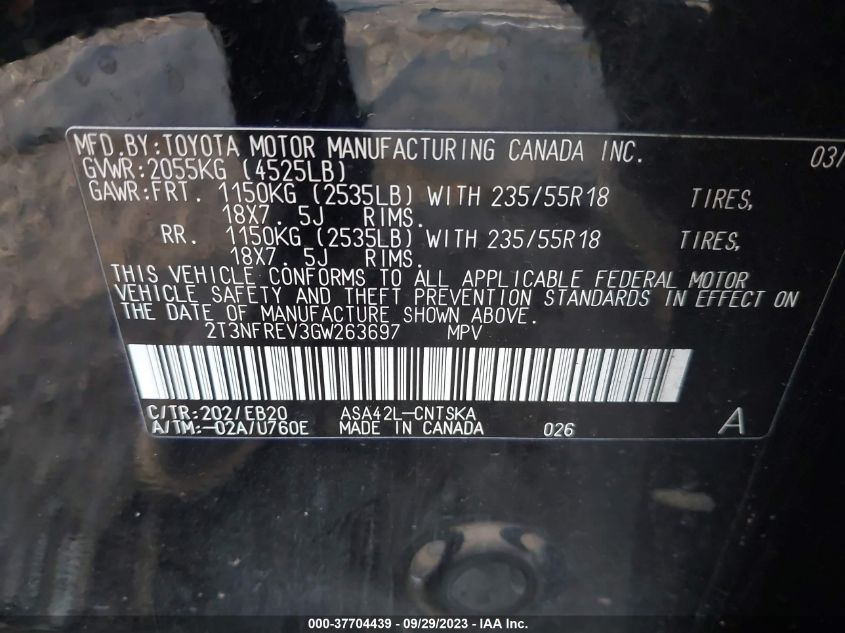 MFD.BY:TOYOTA MOTOR MANUFACTURING CANADA INC. 03/
GVWR:2055KG (4525LB)
GAWR:FRT. 1150KG (2535LB) WITH 235/55R18 TIRES,
18X7. 5J RIMS.
RR. 1150KG (2535LB) WITH 235/55R18 TIRES,
18X7. 5J RIMS.
THIS VEHICLE CONFORMS TO ALL APPLICABLE FEDERAL MOTOR
VEHICLE SAFETY AND THEFT PREVENTION STANDARDS IN EFFECT ON
THE DATE OF MANUFACTURE SHOWN ABOVE.
2T3NFREV3GW263697 MPV
C/TR:202/EB20 ASA42L-CNTSKA
A/TM:-02A/U760E MADE IN CANADA 026 A
000-37704439 - 09/29/2023 - IAA Inc.